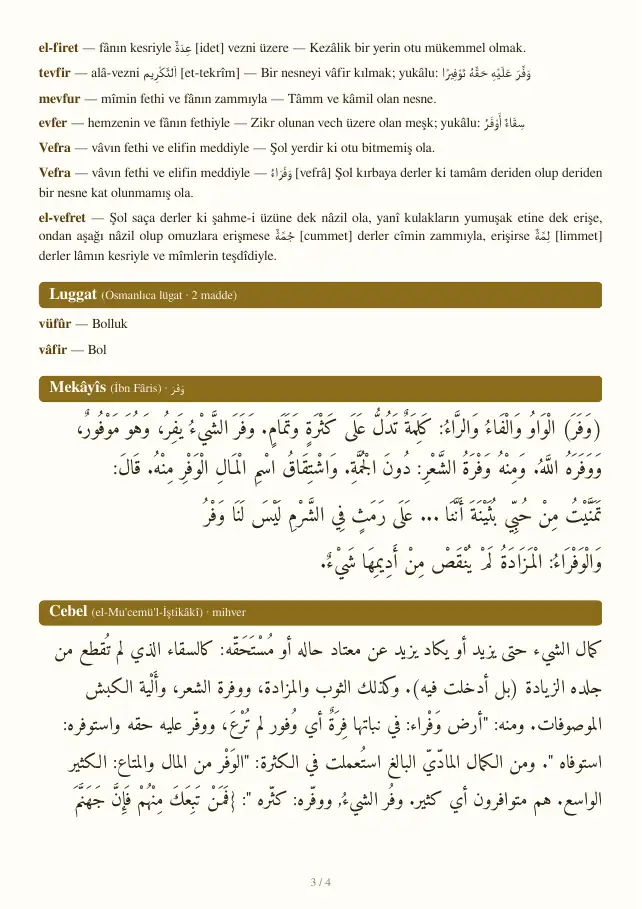 el-firet — fânın kesriyle عِدَةٌ [idet] vezni üzere — Kezâlik bir yerin otu mükemmel olmak.
tevfir — alâ-vezni اَلتَّكْرِيم [et-tekrîm] — Bir nesneyi vâfir kılmak; yukâlu: وَفَّرَ عَلَيْهِ حَقَّهُ تَوْفِيرًا
mevfur — mîmin fethi ve fânın zammıyla — Tâmm ve kâmil olan nesne.
evfer — hemzenin ve fânın fethiyle — Zikr olunan vech üzere olan meşk; yukâlu: سِقَاءٌ أَوْفَرُ
Vefra — vâvın fethi ve elifin meddiyle — Şol yerdir ki otu bitmemiş ola.
Vefra — vâvın fethi ve elifin meddiyle — وَفْرَاءُ [vefrâ] Şol kırbaya derler ki tamâm deriden olup deriden
bir nesne kat olunmamış ola.
el-vefret — Şol saça derler ki şahme-i üzüne dek nâzil ola, yanî kulakların yumuşak etine dek erişe,
ondan aşağı nâzil olup omuzlara erişmese جُمَّةٌ [cummet] derler cîmin zammıyla, erişirse لِمَّةٌ [limmet]
derler lâmın kesriyle ve mîmlerin teşdîdiyle.
Luggat (Osmanlıca lügat · 2 madde)
vüfûr — Bolluk
vâfir — Bol
Mekâyîs (İbn Fâris) · وَفَرَ
(وَفَرَ) الْوَاوُ وَالْفَاءُ وَالرَّاءُ: كَلِمَةٌ تَدُلُّ عَلَى كَثْرَةٍ وَتَمَامٍ. وَفَرَ الشَّيْءُ يَفِرُ، وَهُوَ مَوْفُورٌ،
وَوَفَرَهُ اللَّهُ. وَمِنْهُ وَفْرَةُ الشَّعْرِ: دُونَ الْجُمَّةِ. وَاشْتِقَاقُ اسْمِ الْمَالِ الْوَفْرِ مِنْهُ. قَالَ:
تَمَنَّيْتُ مِنْ حُبِّي بُثَيْنَةَ أَنَّنَا ... عَلَى رَمَثٍ فِي الشَّرْمِ لَيْسَ لَنَا وَفْرُ
وَالْوَفْرَاءُ: الْمَزَادَةُ لَمْ يُنْقَصْ مِنْ أَدِيمِهَا شَيْءٌ.
Cebel (el-Mu'cemü'l-İştikâkî) · mihver
كمال الشيء حتى يزيد أو يكاد يزيد عن معتاد حاله أو مُسْتَحَقّه: كالسقاء الذي لم تُقطع من
جلده الزيادة (بل أدخلت فيه). وكذلك الثوب والمزادة، ووفرة الشعر، وأَلْية الكبش
الموصوفات. ومنه: "أرض وَفْراء: في نباتها فِرَةٌ أي وُفور لم تُرْعَ، ووفّر عليه حقه واستوفره:
استوفاه ". ومن الكمال المادّيّ البالغ استُعملت في الكثرة: "الوَفْر من المال والمتاع: الكثير
الواسع. هم متوافرون أي كثير. وفُر الشيءُ, ووفّره: كثّره ": {فَمَنْ تَبِعَكَ مِنْهُمْ فَإِنَّ جَهَنَّمَ
3 / 4